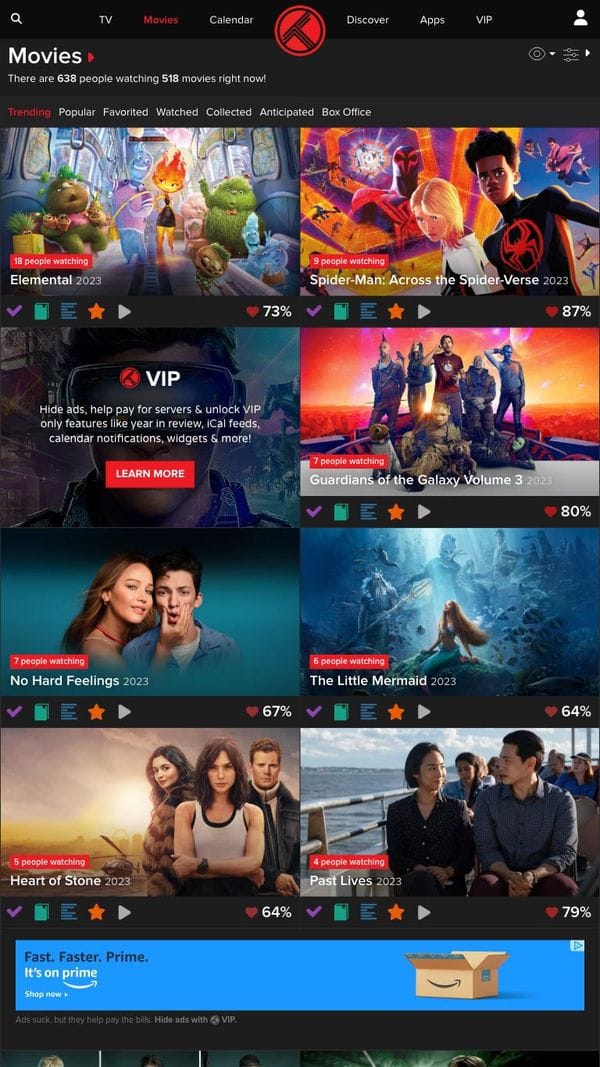 TV
Movies
Calendar
Discover
Apps
VIP
Movies
There are 638 people watching 518 movies right now!
Trending Popular Favorited Watched Collected Anticipated Box Office
18 people watching
Elemental 2023
73%
9 people watching
Spider-Man: Across the Spider-Verse 2023
87%
VIP
Hide ads, help pay for servers & unlock VIP
only features like year in review, iCal feeds,
calendar notifications, widgets & more!
LEARN MORE
7 people watching
Guardians of the Galaxy Volume 3 2023
80%
7 people watching
No Hard Feelings 2023
67%
6 people watching
The Little Mermaid 2023
64%
5 people watching
Heart of Stone 2023
64%
4 people watching
Past Lives 2023
79%
Fast. Faster. Prime.
It's on prime
Shop now
Ads suck, but they help pay the bills. Hide ads with VIP.